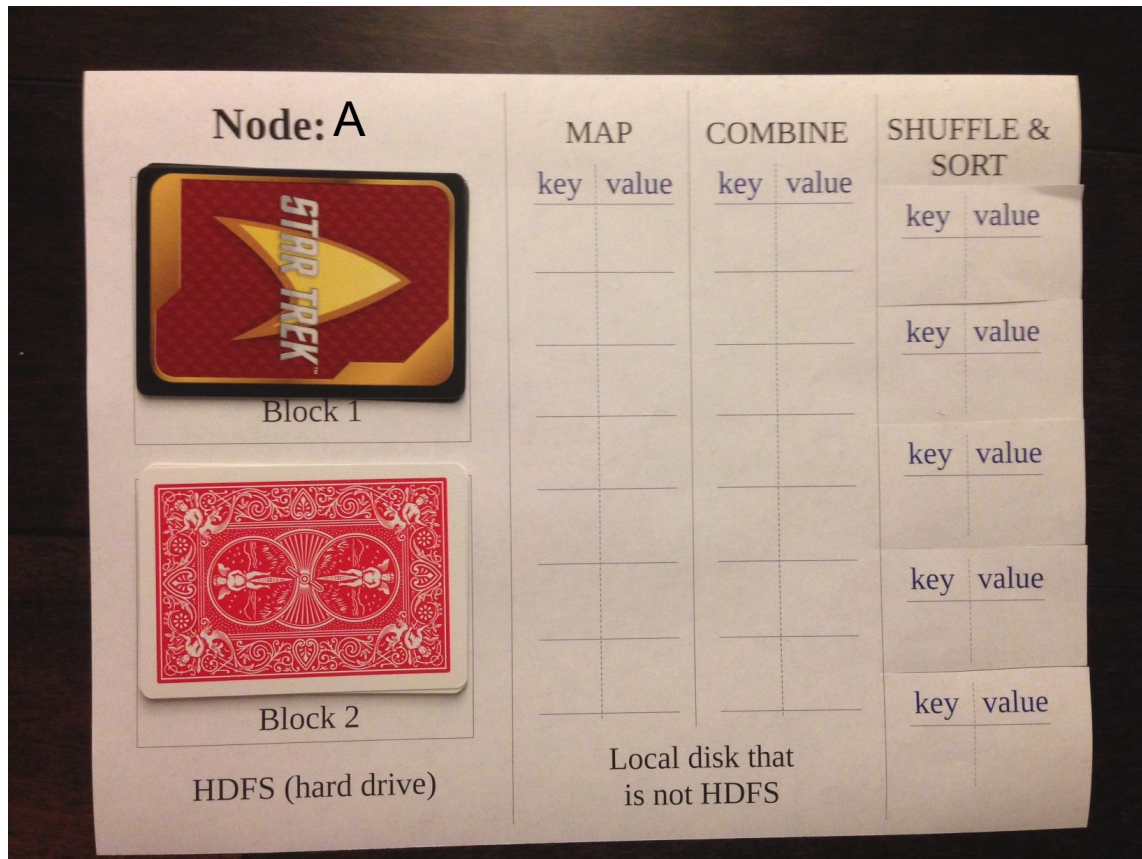 Node: A
STAR TREK™
Block 1
Block 2
HDFS (hard drive)
MAP
key value
COMBINE
key value
Local disk that
is not HDFS
SHUFFLE &
SORT
key value
key value
key value
key value
key value